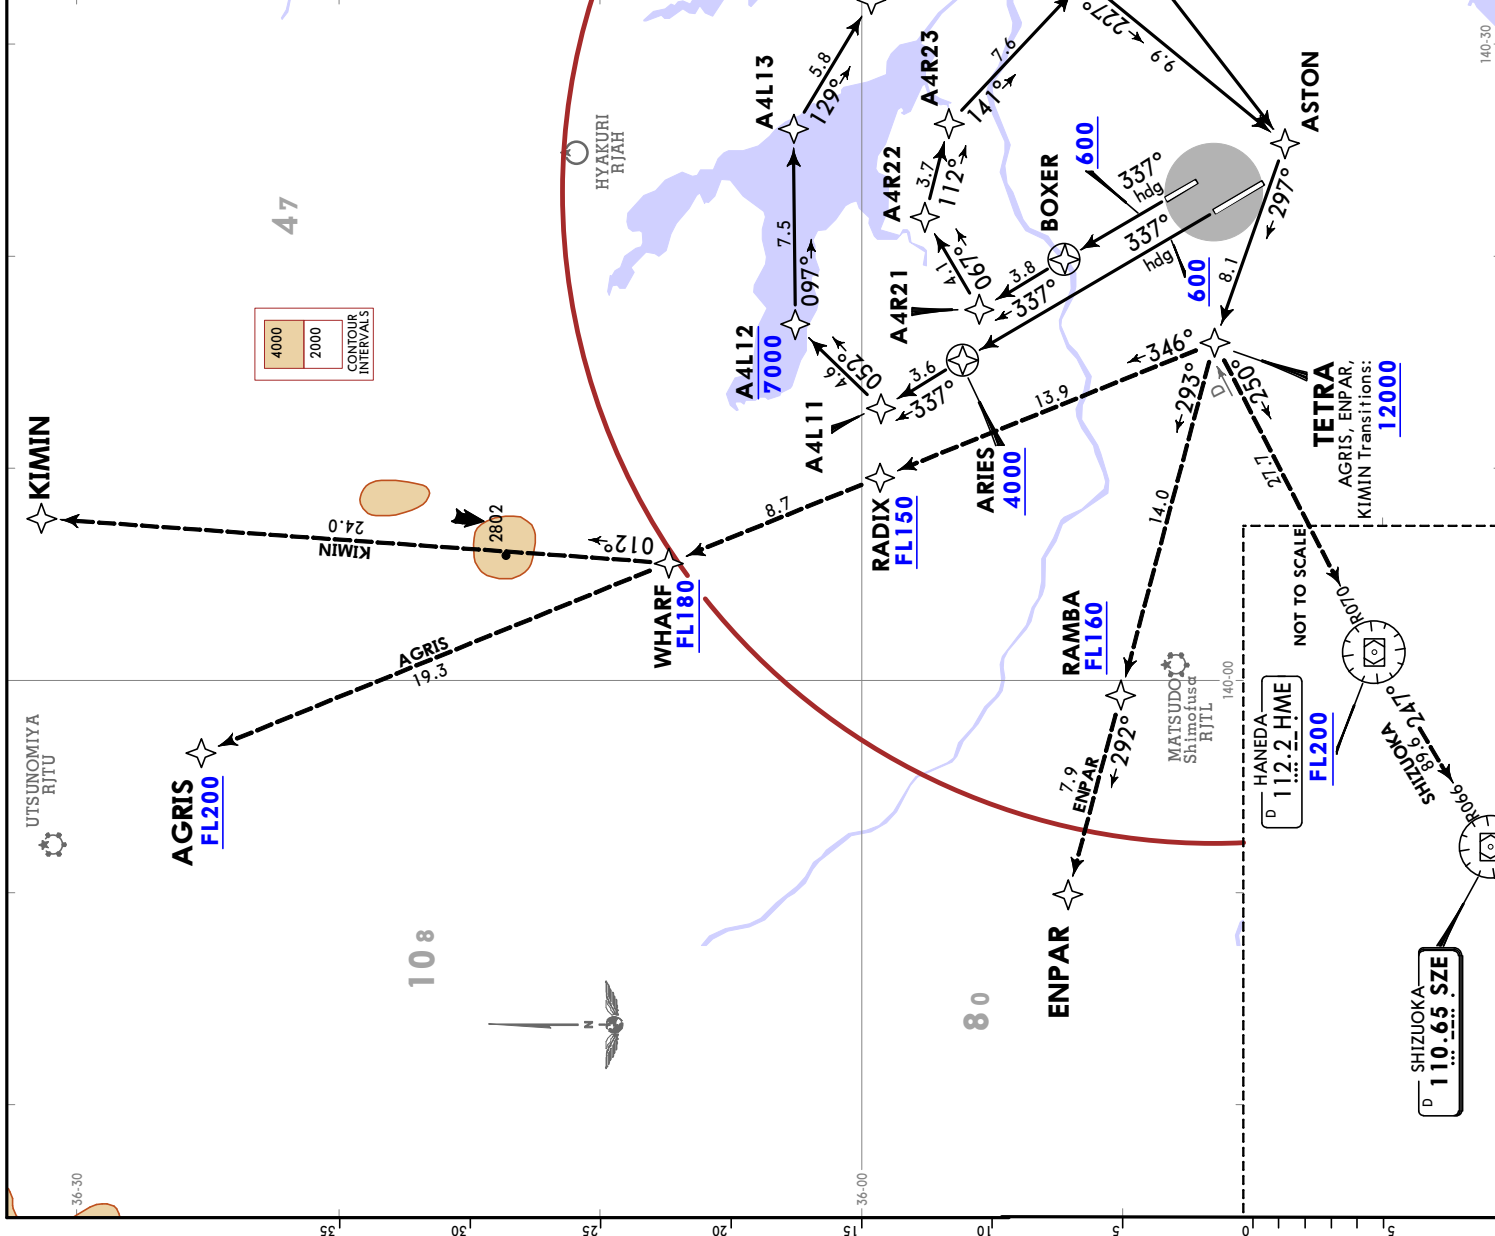 KIMIN
4000
2000
CONTOUR
INTERVALS
47
HYAKURI
RJAH
A4L13
5.8
129°
A4R23
7.6
141°
227°
9.9
140-30
ASTON
7.5
097°
A4R22
3.7
112°
BOXER
600
337°
hdg
337°
hdg
600
297°
8.1
4.1
067°
3.8
337°
A4R21
A4L12
7000
4.6
052°
A4L11
3.6
337°
ARIES
4000
346°
13.9
293°
250°
D
27.7
TETRA
AGRIS, ENPAR,
KIMIN Transitions:
12000
RADIX
FL150
8.7
14.0
24.0
KIMIN
2802
012°
WHARF
FL180
AGRIS
19.3
UTSUNOMIYA
RJTU
AGRIS
FL200
RAMBA
FL160
MATSUDO
Shimofusa
RJTL
140-00
292°
7.9
ENPAR
ENPAR
NOT TO SCALE
R070
D
HANEDA
112.2 HME
FL200
247°
89.6
SHIZUOKA
R066
D
SHIZUOKA
110.65 SZE
108
80
N
36-30
36-00
35
30
25
20
15
10
5
0
5